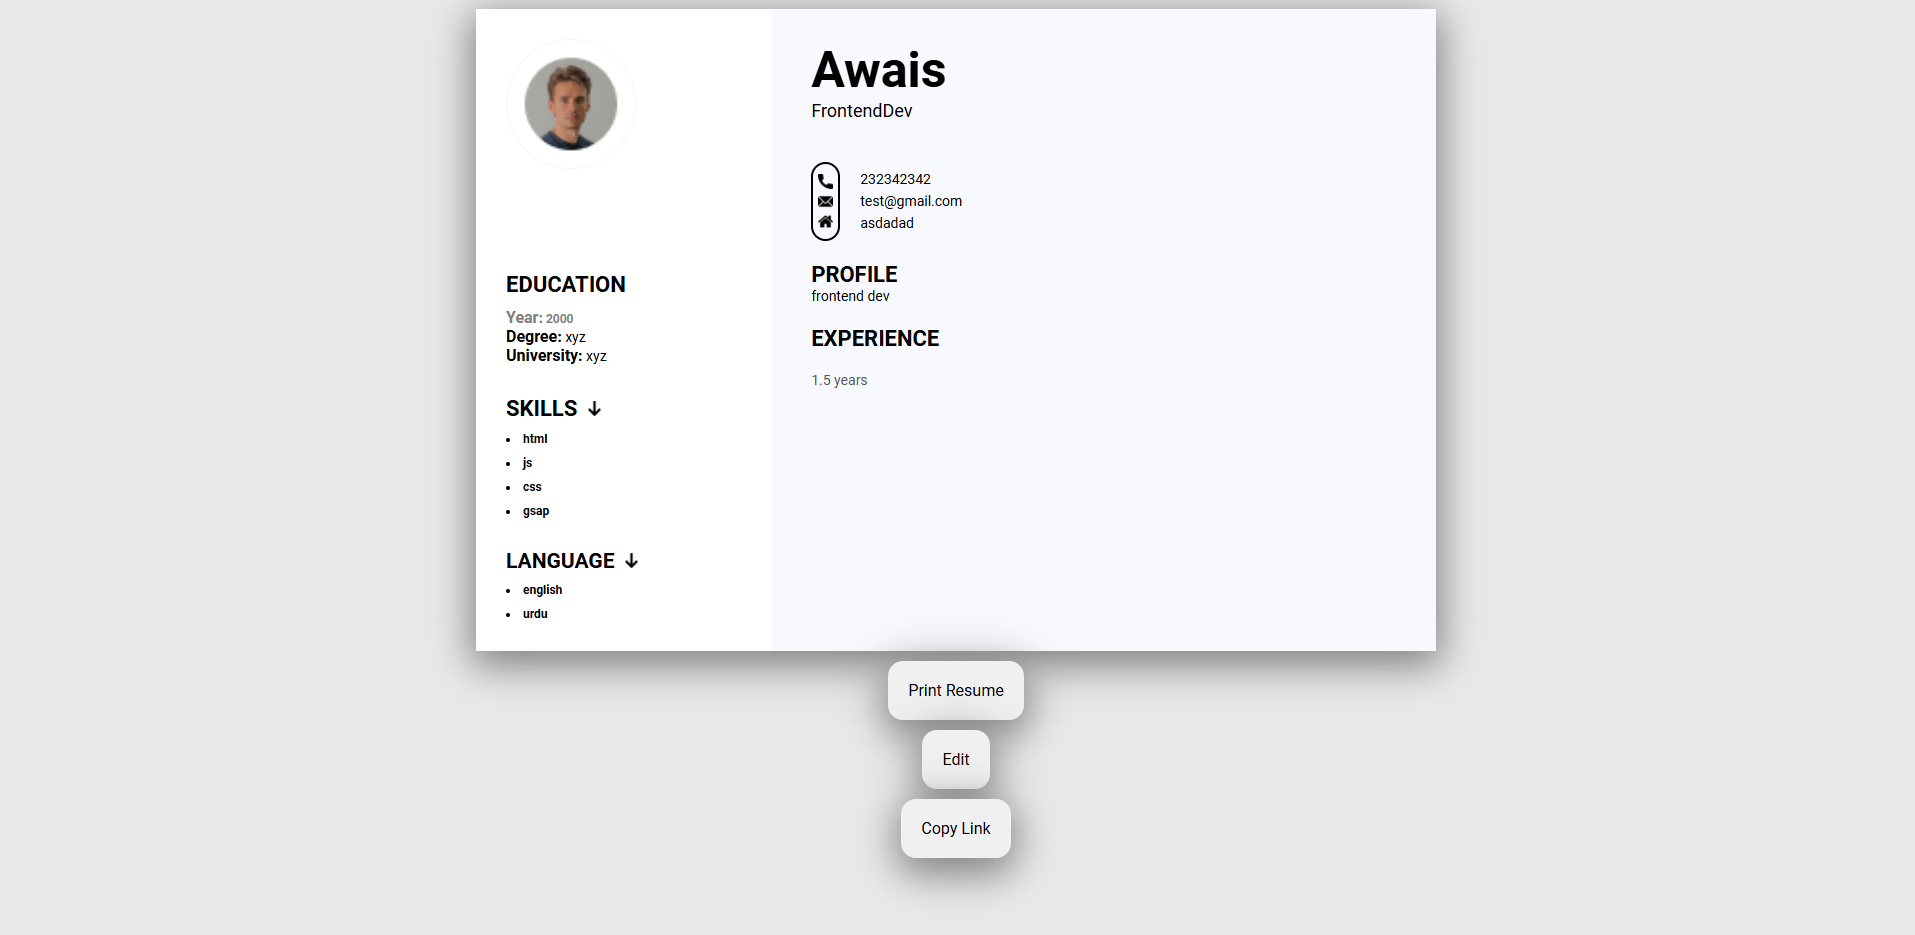 EDUCATION
Year: 2000
Degree: xyz
University: xyz
SKILLS
html
js
css
gsap
LANGUAGE
english
urdu
Awais
FrontendDev
232342342
test@gmail.com
asdadad
PROFILE
frontend dev
EXPERIENCE
1.5 years
Print Resume
Edit
Copy Link